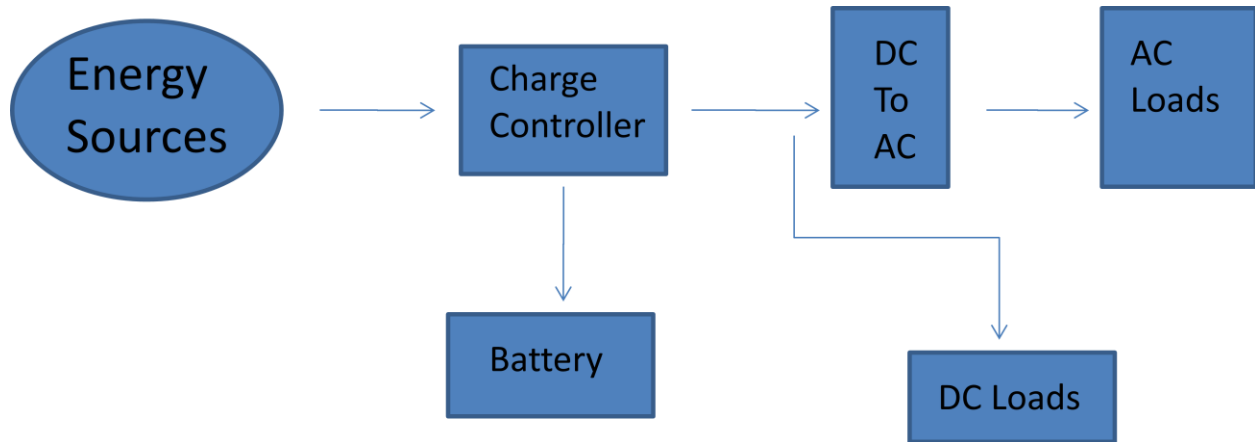 Energy
Sources
Charge
Controller
DC
To
AC
AC
Loads
Battery
DC Loads